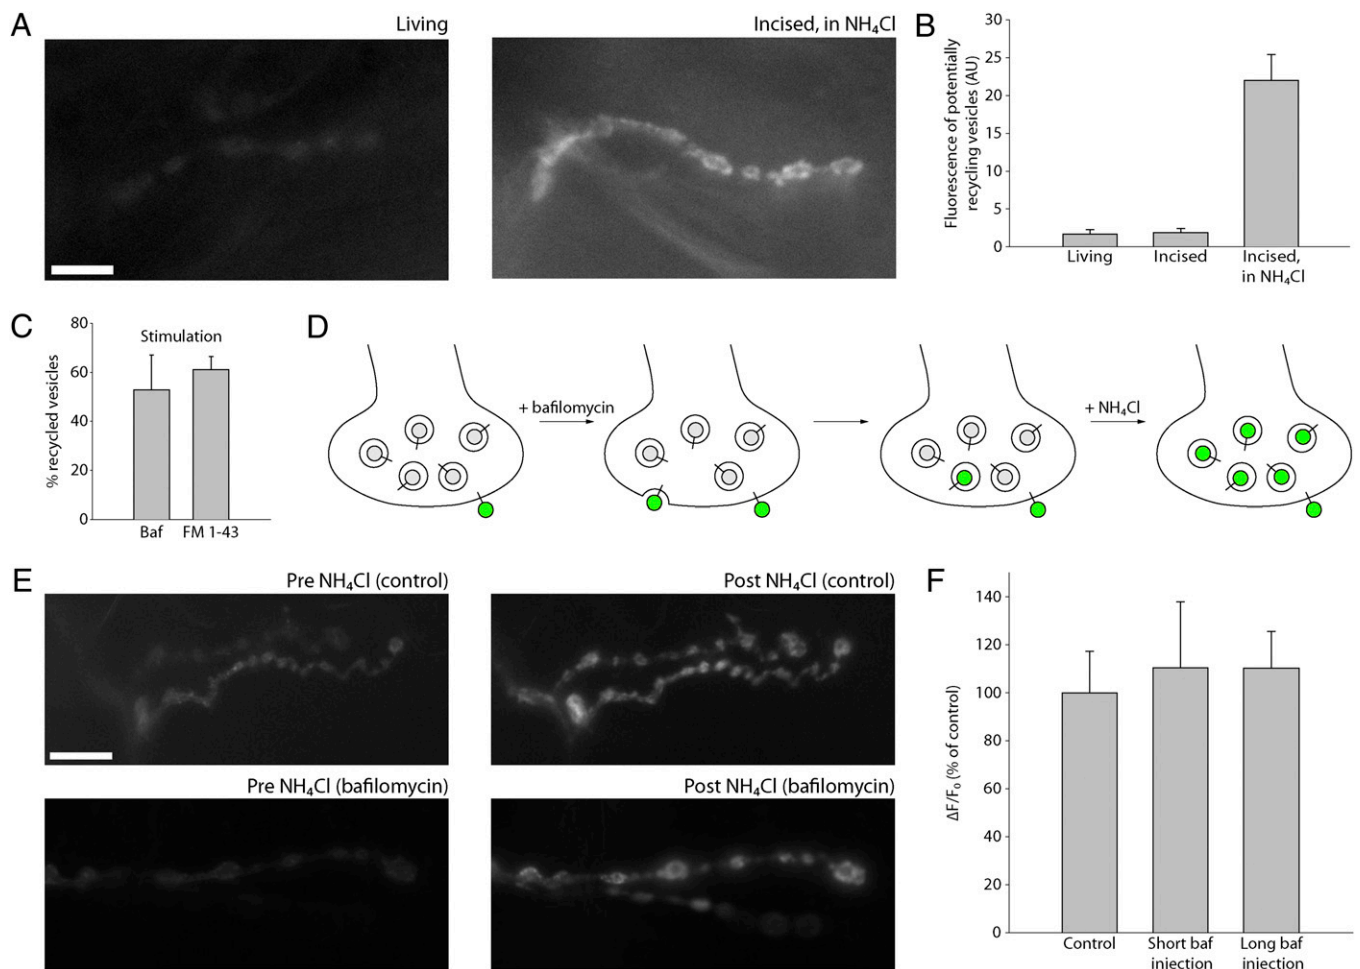 A
Living
Incised, in NH₄Cl
B
Fluorescence of potentially
recycling vesicles (AU)
30
25
20
15
10
5
0
Living
Incised
Incised,
in NH₄Cl
C
% recycled vesicles
80
60
40
20
0
Stimulation
Baf
FM 1-43
D
+ bafilomycin
+ NH₄Cl
E
Pre NH₄Cl (control)
Post NH₄Cl (control)
Pre NH₄Cl (bafilomycin)
Post NH₄Cl (bafilomycin)
F
ΔF/F₀ (% of control)
140
120
100
80
60
40
20
0
Control
Short baf
injection
Long baf
injection